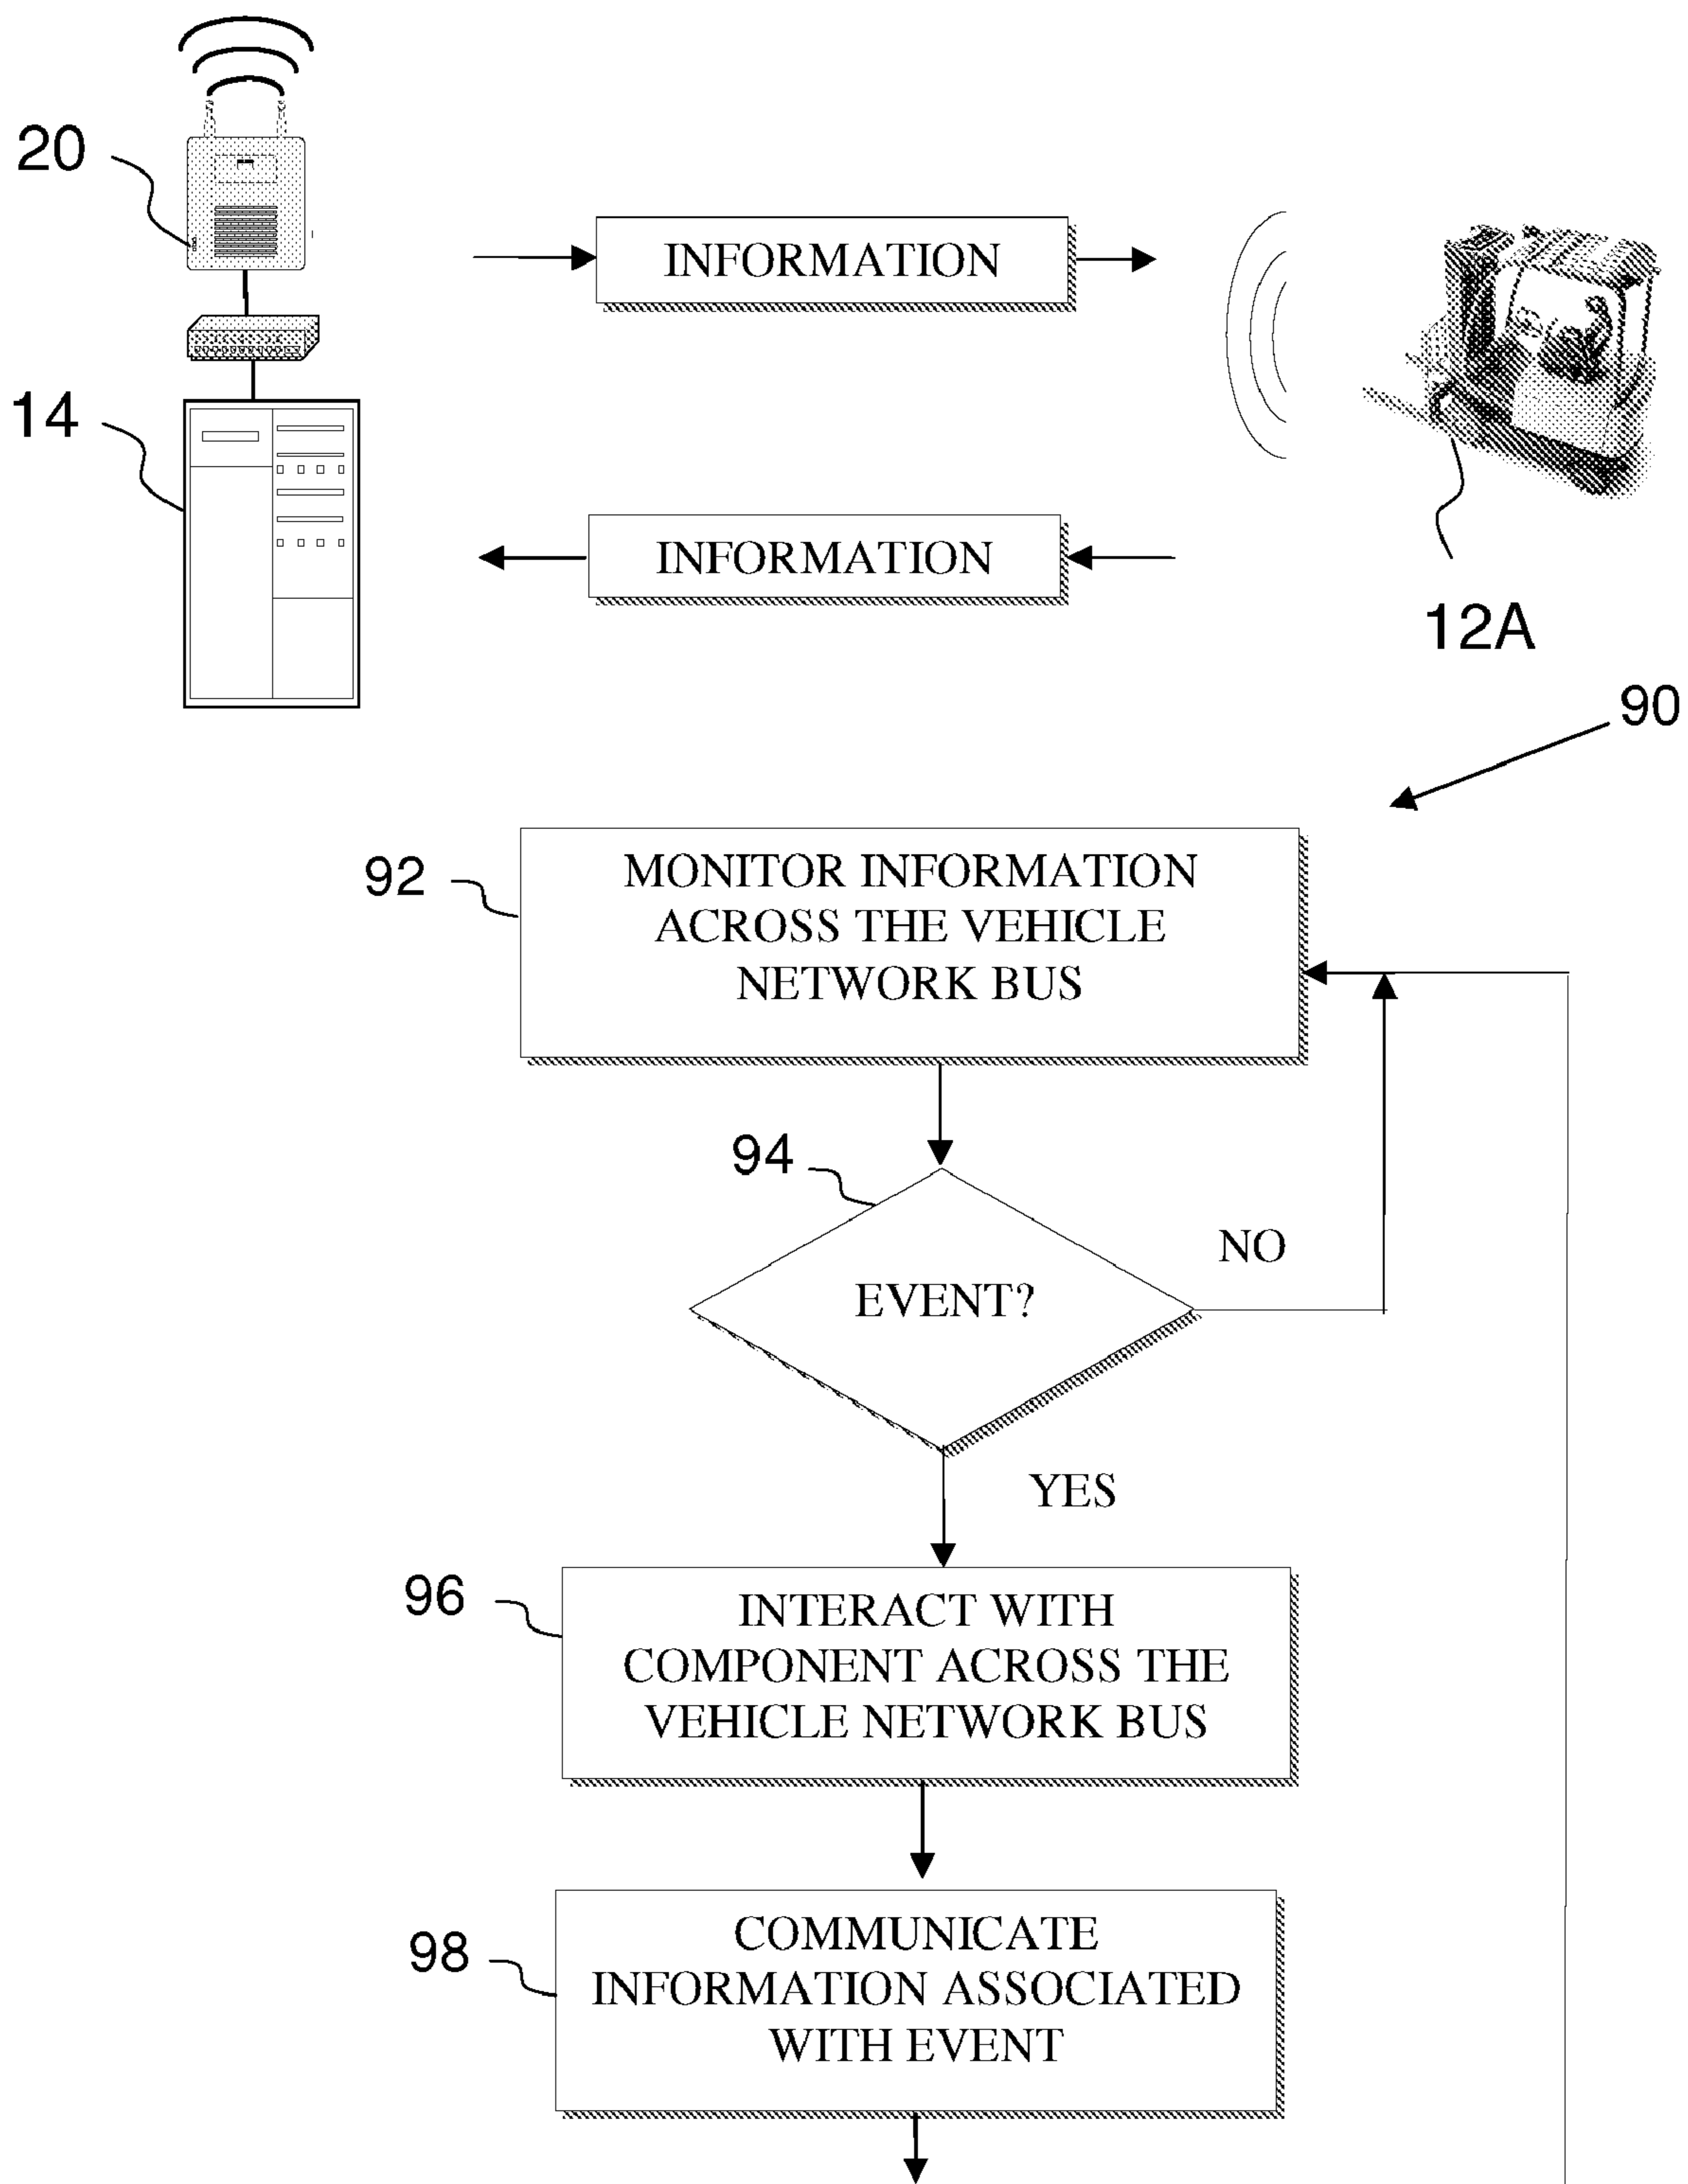 20
INFORMATION
14
INFORMATION
12A
90
92
MONITOR INFORMATION
ACROSS THE VEHICLE
NETWORK BUS
94
NO
EVENT?
YES
96
INTERACT WITH
COMPONENT ACROSS THE
VEHICLE NETWORK BUS
98
COMMUNICATE
INFORMATION ASSOCIATED
WITH EVENT